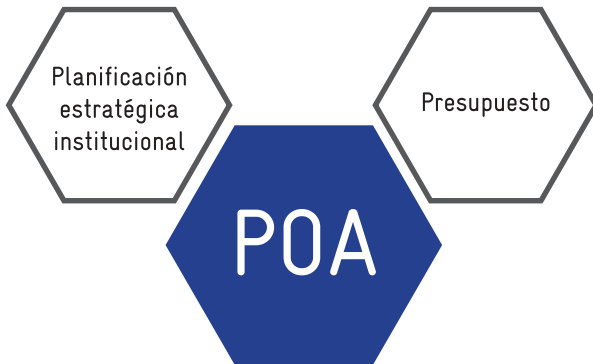 Planificación
estratégica
institucional
Presupuesto
POA